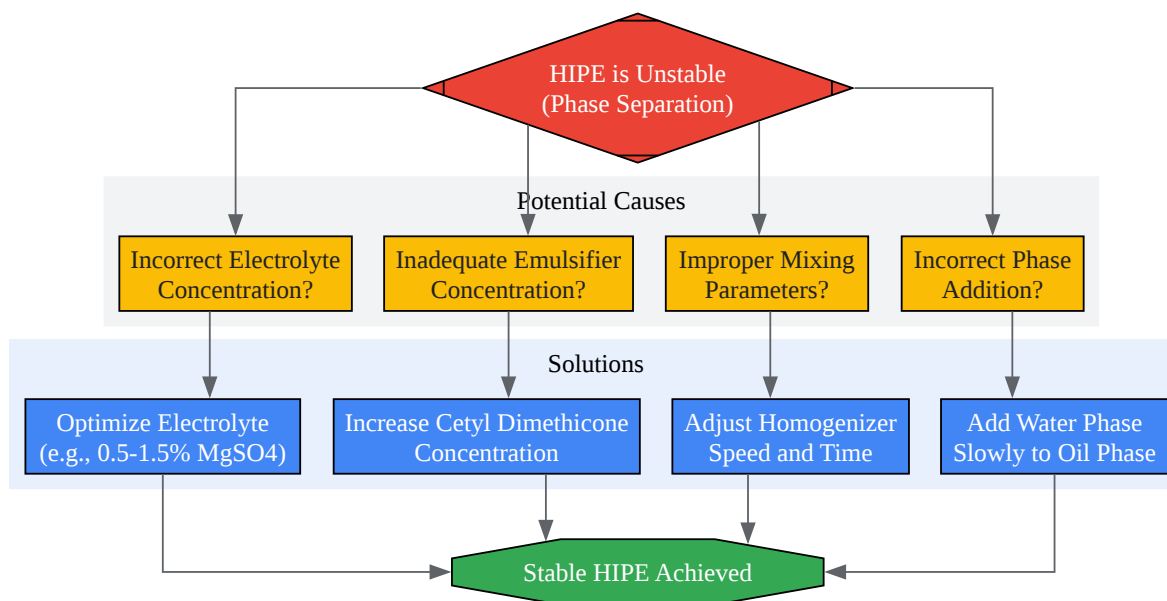 HIPE is Unstable
(Phase Separation)
Potential Causes
Incorrect Electrolyte
Concentration?
Inadequate Emulsifier
Concentration?
Improper Mixing
Parameters?
Incorrect Phase
Addition?
Solutions
Optimize Electrolyte
(e.g., 0.5-1.5% MgSO4)
Increase Cetyl Dimethicone
Concentration
Adjust Homogenizer
Speed and Time
Add Water Phase
Slowly to Oil Phase
Stable HIPE Achieved